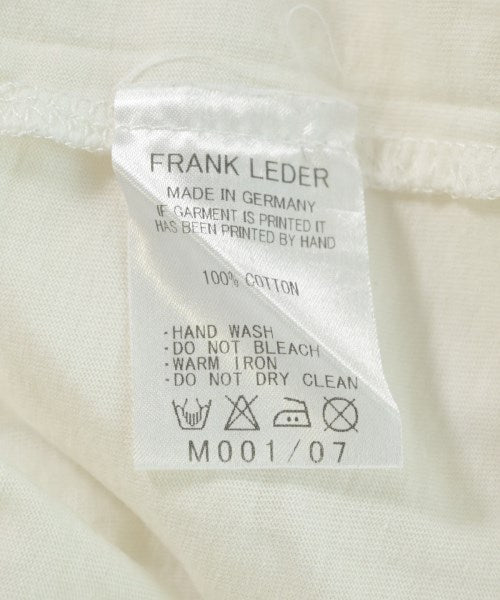 FRANK LEDER
MADE IN GERMANY
IF GARMENT IS PRINTED IT
HAS BEEN PRINTED BY HAND
100% COTTON
·HAND WASH
·DO NOT BLEACH
·WARM IRON
·DO NOT DRY CLEAN
M001/07